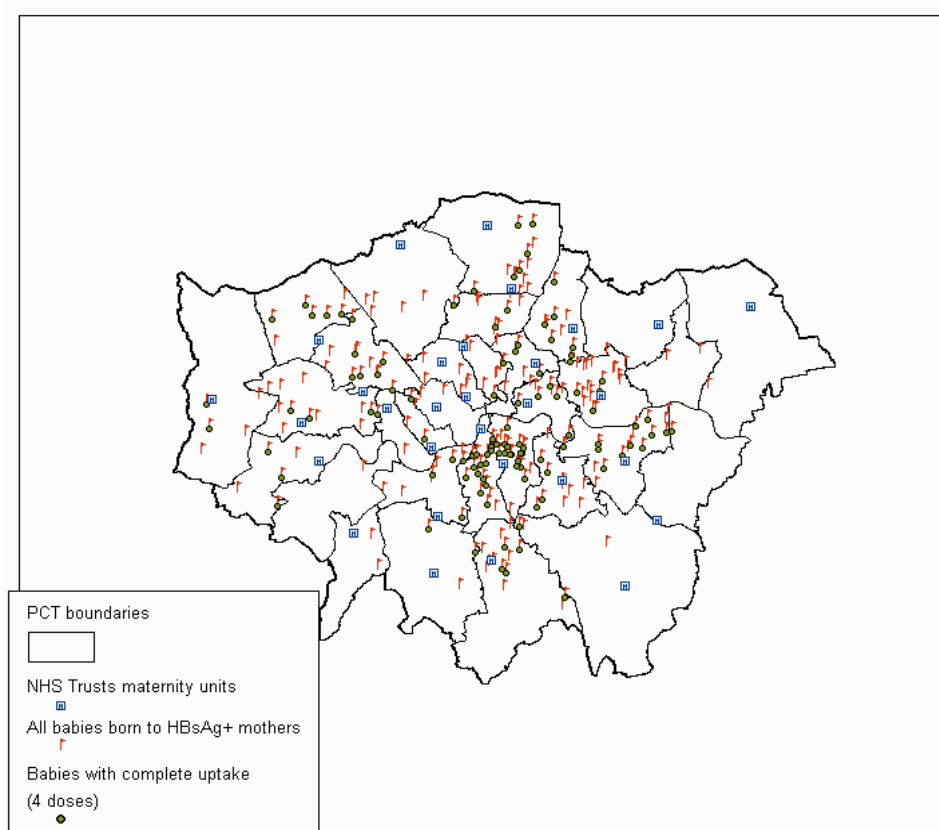 PCT boundaries
NHS Trusts maternity units
All babies born to HBsAg+ mothers
Babies with complete uptake
(4 doses)